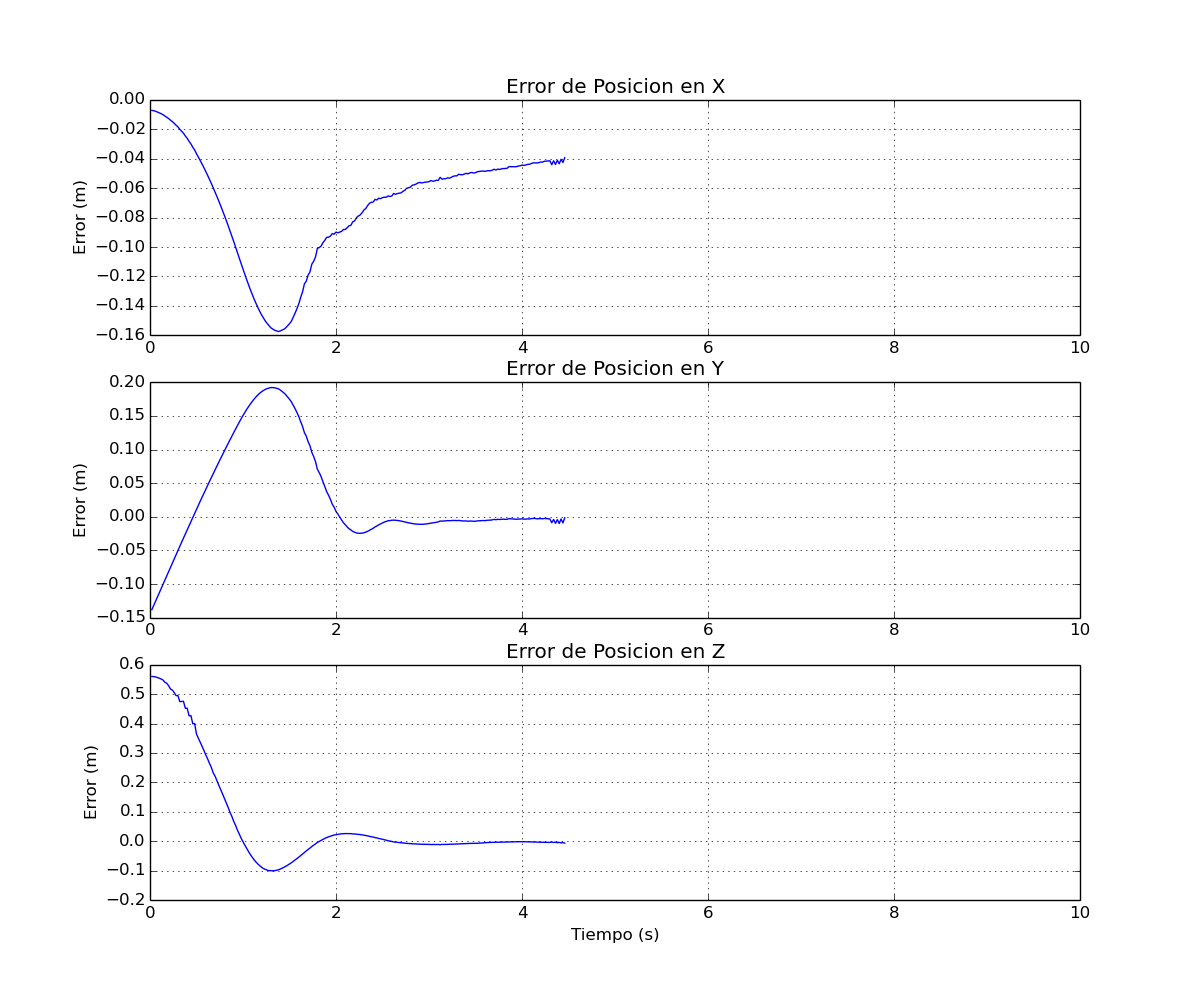 Error de Posicion en X
0.00
−0.02
−0.04
−0.06
−0.08
−0.10
−0.12
−0.14
−0.16
Error (m)
0 2 4 6 8 10
Error de Posicion en Y
0.20
0.15
0.10
0.05
0.00
−0.05
−0.10
−0.15
Error (m)
0 2 4 6 8 10
Error de Posicion en Z
0.6
0.5
0.4
0.3
0.2
0.1
0.0
−0.1
−0.2
Error (m)
0 2 4 6 8 10
Tiempo (s)